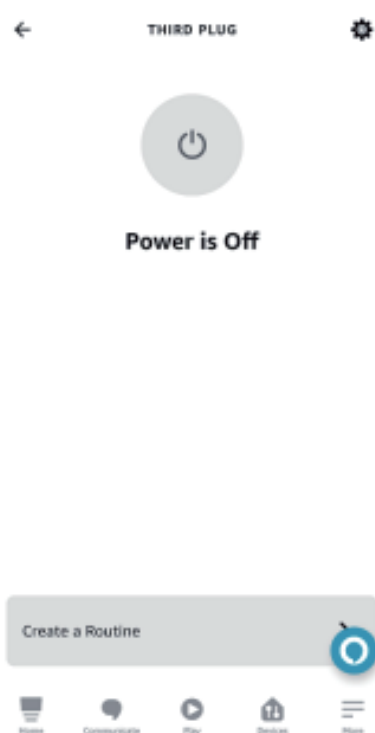 THIRD PLUG
Power is Off
Create a Routine
Home Communicate Play Devices More